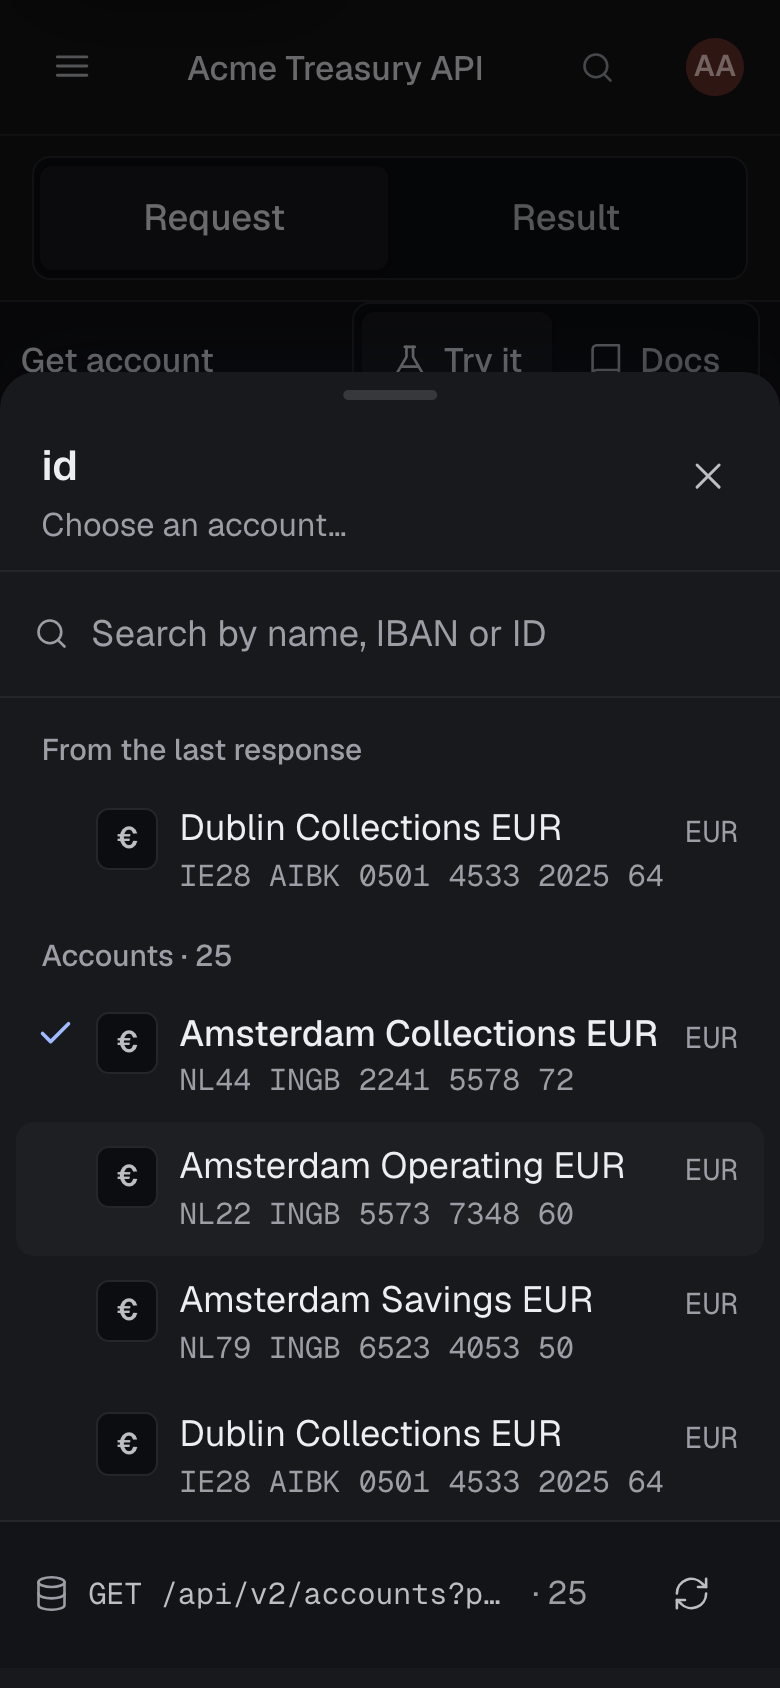 Acme Treasury API
AA
Request
Result
Get account
Try it
Docs
id
Choose an account…
Search by name, IBAN or ID
From the last response
€
Dublin Collections EUR
EUR
IE28 AIBK 0501 4533 2025 64
Accounts · 25
€
Amsterdam Collections EUR
EUR
NL44 INGB 2241 5578 72
€
Amsterdam Operating EUR
EUR
NL22 INGB 5573 7348 60
€
Amsterdam Savings EUR
EUR
NL79 INGB 6523 4053 50
€
Dublin Collections EUR
EUR
IE28 AIBK 0501 4533 2025 64
GET /api/v2/accounts?p… · 25